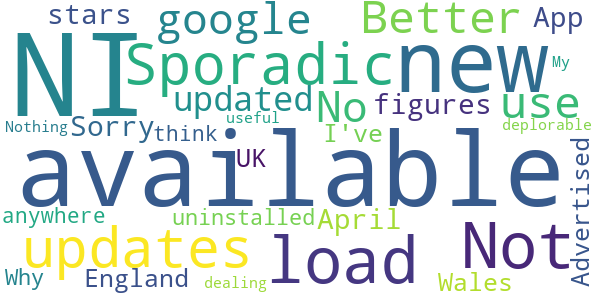 stars google Better App
NI Sporadic new My
updated No figures use
Nothing Sorry useful think I've deplorable
available UK Advertised
anywhere uninstalled April
updates load Not
Why England dealing Wales